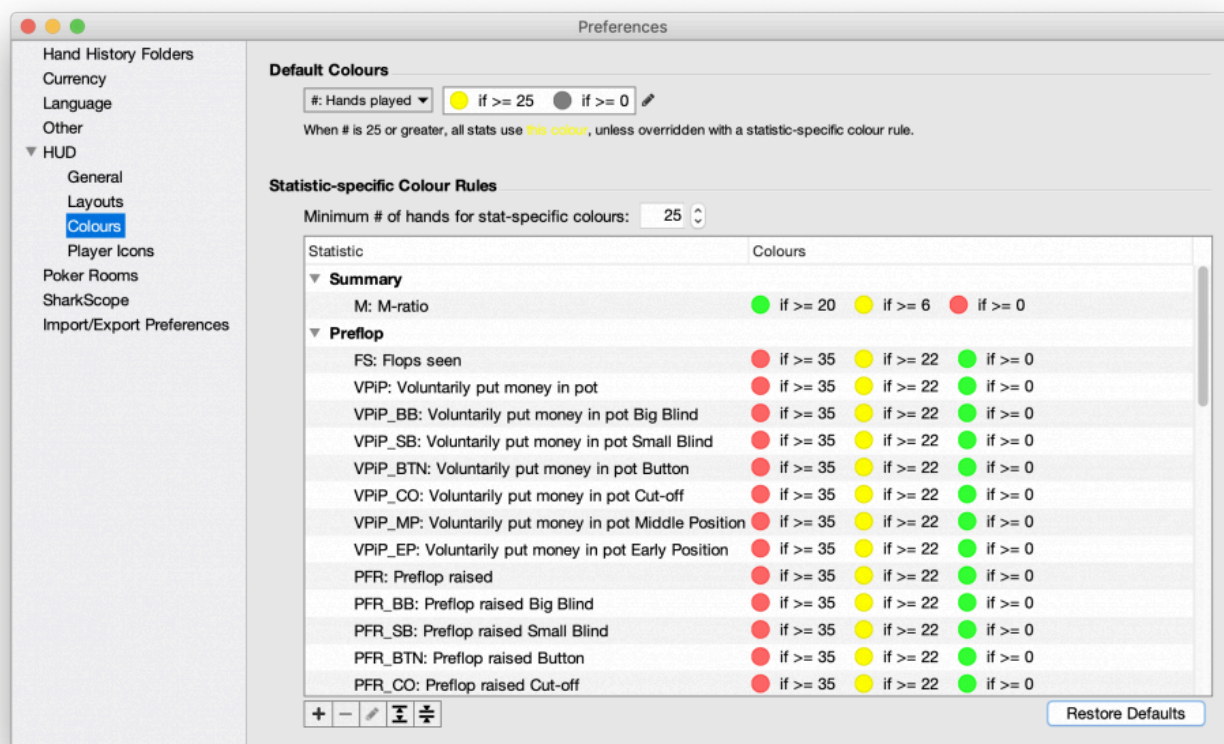 Preferences
Hand History Folders
Currency
Language
Other
HUD
General
Layouts
Colours
Player Icons
Poker Rooms
SharkScope
Import/Export Preferences
Default Colours
#: Hands played if >= 25 if >= 0
When # is 25 or greater, all stats use this colour, unless overridden with a statistic-specific colour rule.
Statistic-specific Colour Rules
Minimum # of hands for stat-specific colours: 25
Statistic Colours
Summary
M: M-ratio if >= 20 if >= 6 if >= 0
Preflop
FS: Flops seen if >= 35 if >= 22 if >= 0
VPiP: Voluntarily put money in pot if >= 35 if >= 22 if >= 0
VPiP_BB: Voluntarily put money in pot Big Blind if >= 35 if >= 22 if >= 0
VPiP_SB: Voluntarily put money in pot Small Blind if >= 35 if >= 22 if >= 0
VPiP_BTN: Voluntarily put money in pot Button if >= 35 if >= 22 if >= 0
VPiP_CO: Voluntarily put money in pot Cut-off if >= 35 if >= 22 if >= 0
VPiP_MP: Voluntarily put money in pot Middle Position if >= 35 if >= 22 if >= 0
VPiP_EP: Voluntarily put money in pot Early Position if >= 35 if >= 22 if >= 0
PFR: Preflop raised if >= 35 if >= 22 if >= 0
PFR_BB: Preflop raised Big Blind if >= 35 if >= 22 if >= 0
PFR_SB: Preflop raised Small Blind if >= 35 if >= 22 if >= 0
PFR_BTN: Preflop raised Button if >= 35 if >= 22 if >= 0
PFR_CO: Preflop raised Cut-off if >= 35 if >= 22 if >= 0
Restore Defaults